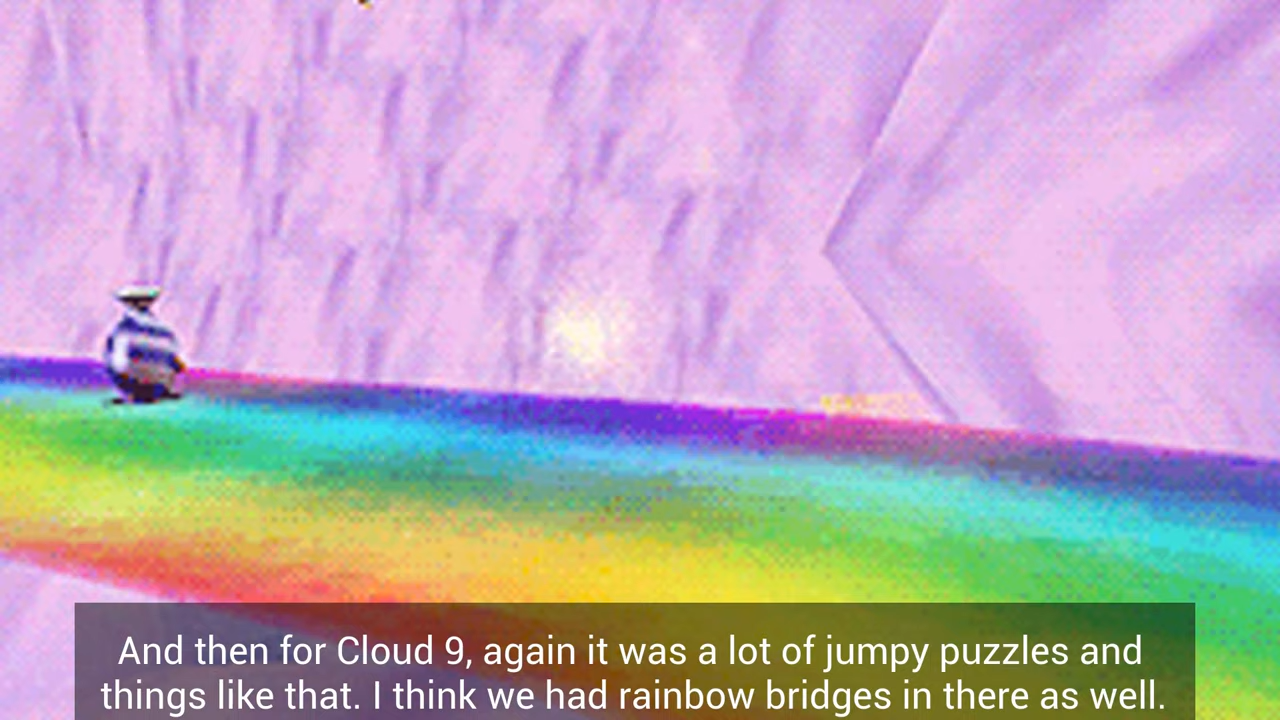 And then for Cloud 9, again it was a lot of jumpy puzzles and
things like that. I think we had rainbow bridges in there as well.